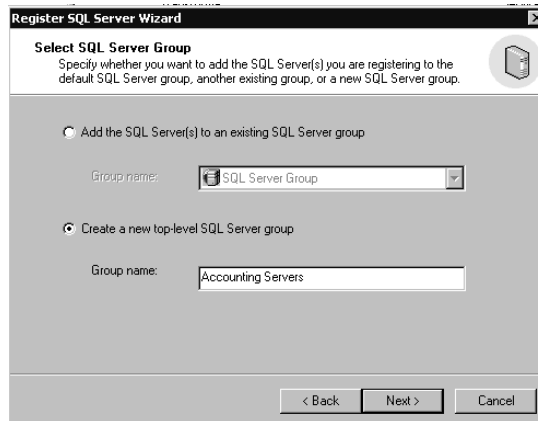 Register SQL Server Wizard
Select SQL Server Group
Specify whether you want to add the SQL Server(s) you are registering to the
default SQL Server group, another existing group, or a new SQL Server group.
Add the SQL Server(s) to an existing SQL Server group
Group name:
SQL Server Group
Create a new top-level SQL Server group
Group name:
Accounting Servers
< Back
Next >
Cancel